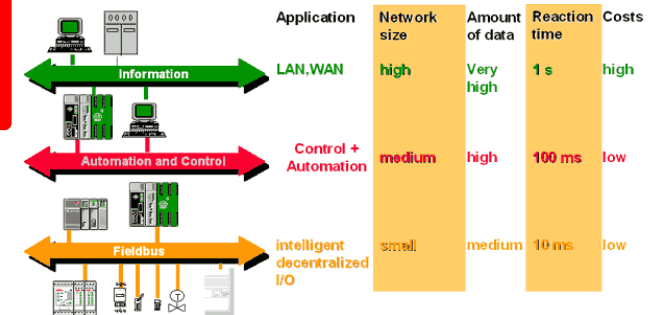 Application Network size Amount of data Reaction time Costs
Information LAN,WAN high Very high 1 s high
Automation and Control Control + Automation medium high 100 ms low
Fieldbus intelligent decentralized I/O small medium 10 ms low